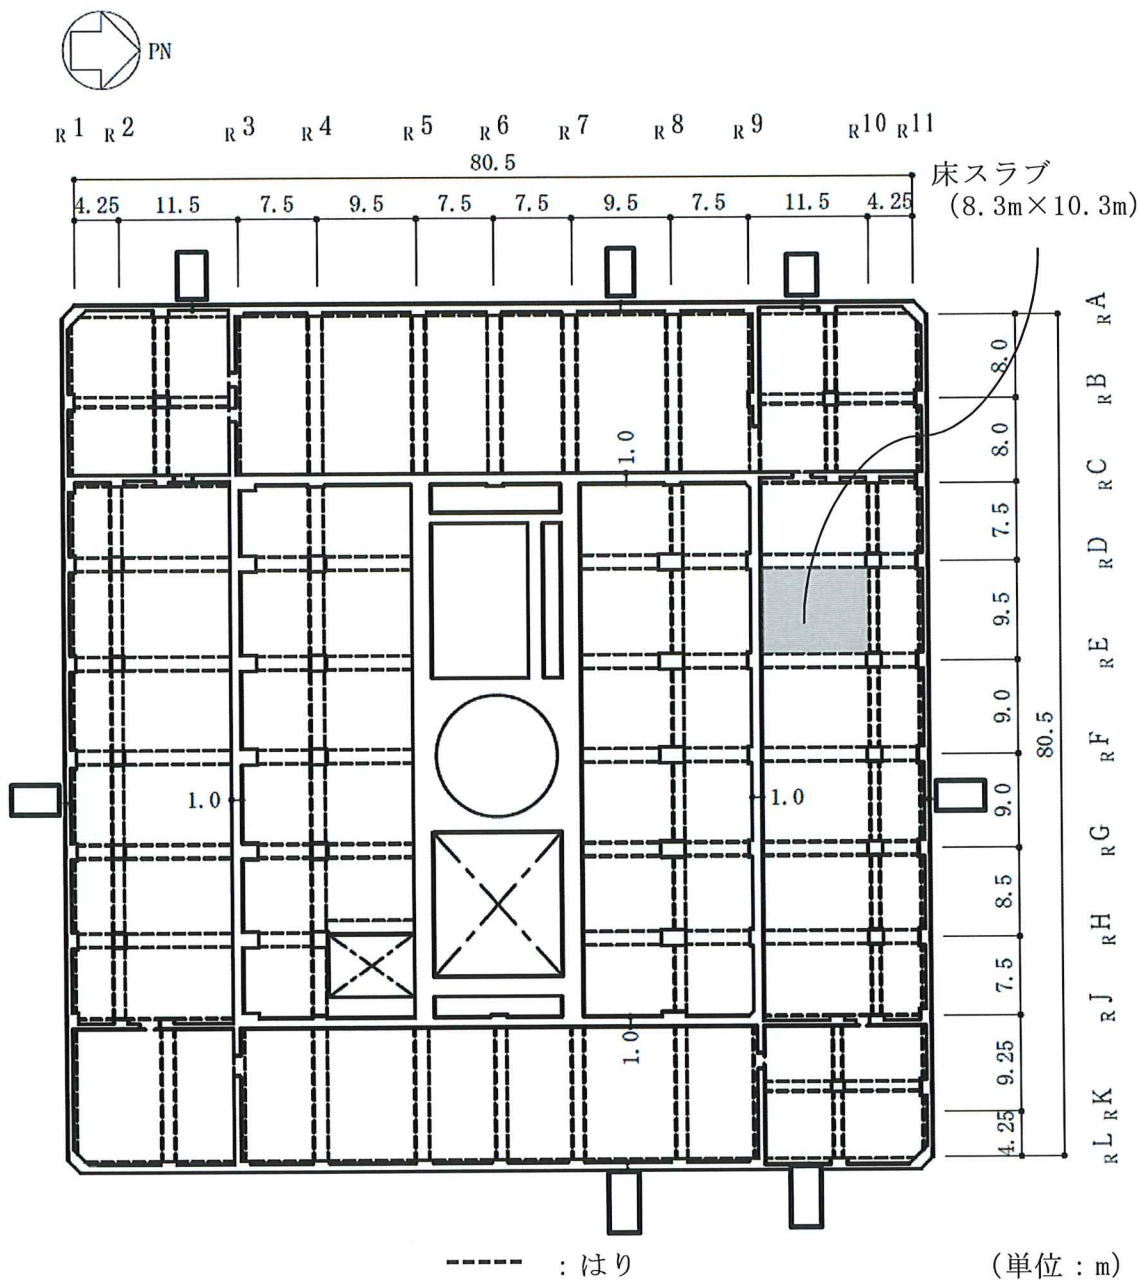 PN
R1 R2 R3 R4 R5 R6 R7 R8 R9 R10 R11
80.5
床スラブ
(8.3m×10.3m)
4.25 11.5 7.5 9.5 7.5 7.5 9.5 7.5 11.5 4.25
RA
8.0
RB
1.0
8.0
RC
7.5
RD
9.5
RE
9.0
80.5
RF
1.0
1.0
9.0
RG
8.5
RH
7.5
RJ
1.0
9.25
RK
4.25
RL
:はり
(単位:m)